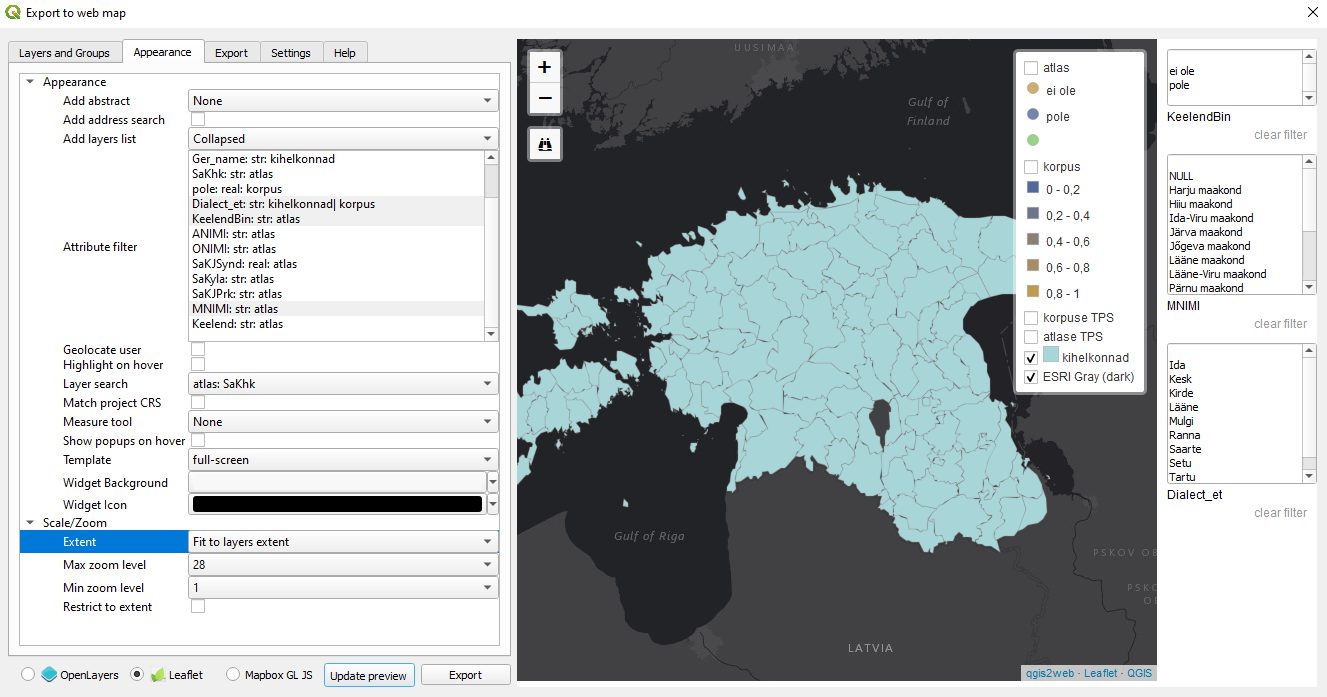 Export to web map
Layers and Groups
Appearance
Export
Settings
Help
Appearance
Add abstract
None
Add address search
Add layers list
Collapsed
Attribute filter
Ger_name: str: kihelkonnad
SaKhk: str: atlas
pole: real: korpus
Dialect_et: str: kihelkonnad| korpus
KeelendBin: str: atlas
ANIMI: str: atlas
ONIMI: str: atlas
SaKJSynd: real: atlas
SaKyla: str: atlas
SaKJPrk: str: atlas
MNIMI: str: atlas
Keelend: str: atlas
Geolocate user
Highlight on hover
Layer search
atlas: SaKhk
Match project CRS
Measure tool
None
Show popups on hover
Template
full-screen
Widget Background
Widget Icon
Scale/Zoom
Extent
Fit to layers extent
Max zoom level
28
Min zoom level
1
Restrict to extent
OpenLayers
Leaflet
Mapbox GL JS
Update preview
Export
+
−
UUSIMAA
Gulf of
Finland
Gulf of Riga
LATVIA
PSKOV OB
PSKO
OB
atlas
ei ole
pole
korpus
0 - 0,2
0,2 - 0,4
0,4 - 0,6
0,6 - 0,8
0,8 - 1
korpuse TPS
atlase TPS
kihelkonnad
ESRI Gray (dark)
qgis2web · Leaflet · QGIS
ei ole
pole
KeelendBin
clear filter
NULL
Harju maakond
Hiiu maakond
Ida-Viru maakond
Järva maakond
Jõgeva maakond
Lääne maakond
Lääne-Viru maakond
Pärnu maakond
MNIMI
clear filter
Ida
Kesk
Kirde
Lääne
Mulgi
Ranna
Saarte
Setu
Tartu
Dialect_et
clear filter